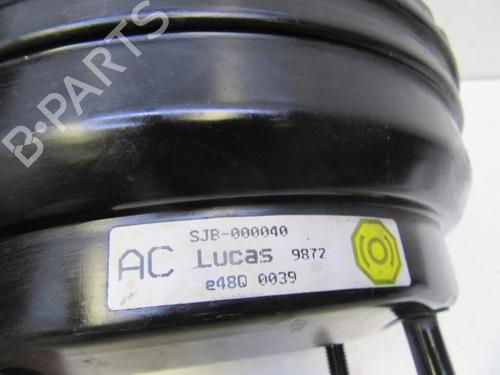 B-PARTS
SJB-000040
AC Lucas 9872
e48Q 0039